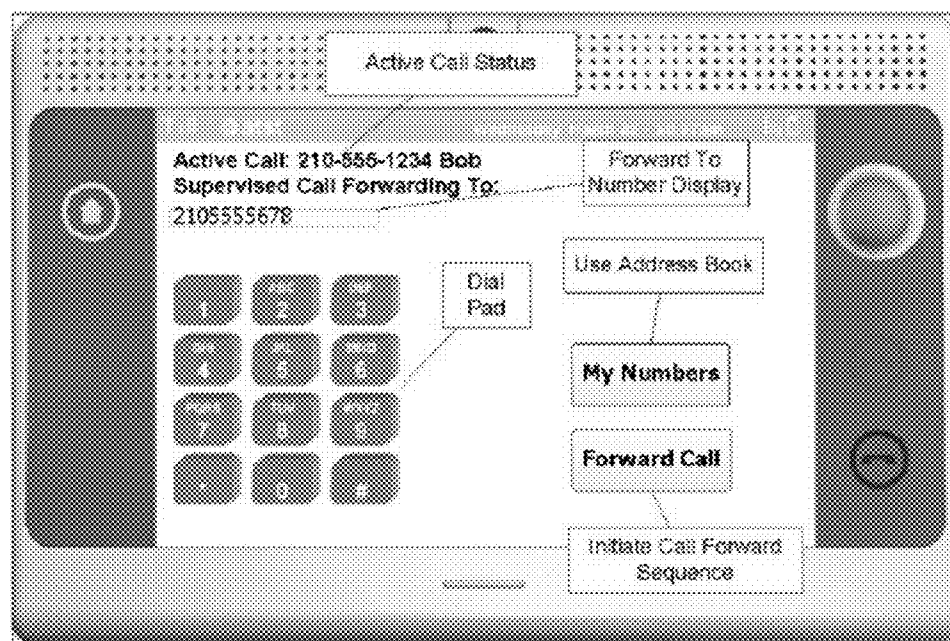 Active Call Status
Active Call: 210-555-1234 Bob
Supervised Call Forwarding To:
2105555678
Forward To
Number Display
Use Address Book
Dial
Pad
1 2 3
4 5 6
7 8 9
0 #
My Numbers
Forward Call
Initiate Call Forward
Sequence